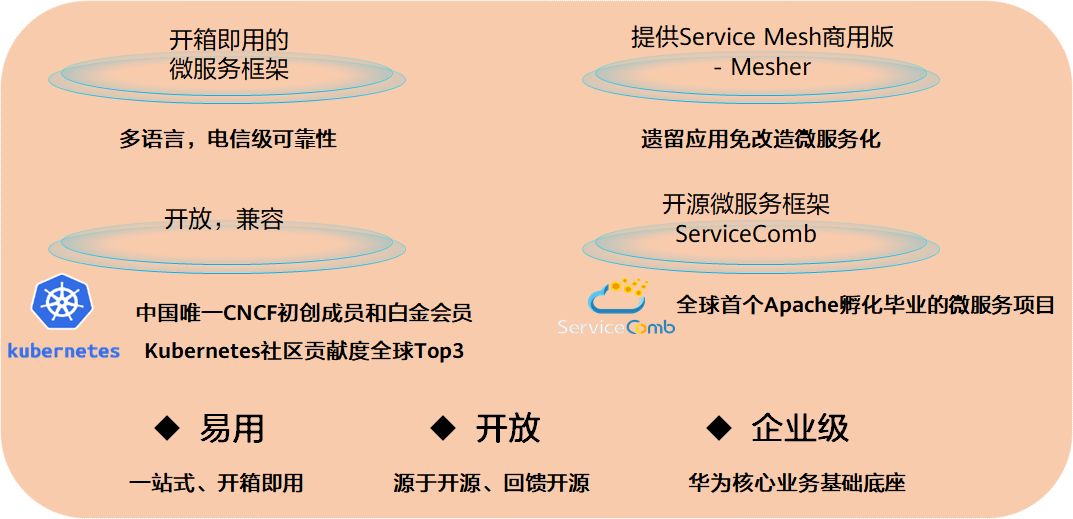 开箱即用的
微服务框架
提供Service Mesh商用版
- Mesher
多语言，电信级可靠性
遗留应用免改造微服务化
开放，兼容
开源微服务框架
ServiceComb
中国唯一CNCF初创成员和白金会员
Kubernetes社区贡献度全球Top3
kubernetes
ServiceComb
全球首个Apache孵化毕业的微服务项目
◆ 易用
◆ 开放
◆ 企业级
一站式、开箱即用
源于开源、回馈开源
华为核心业务基础底座